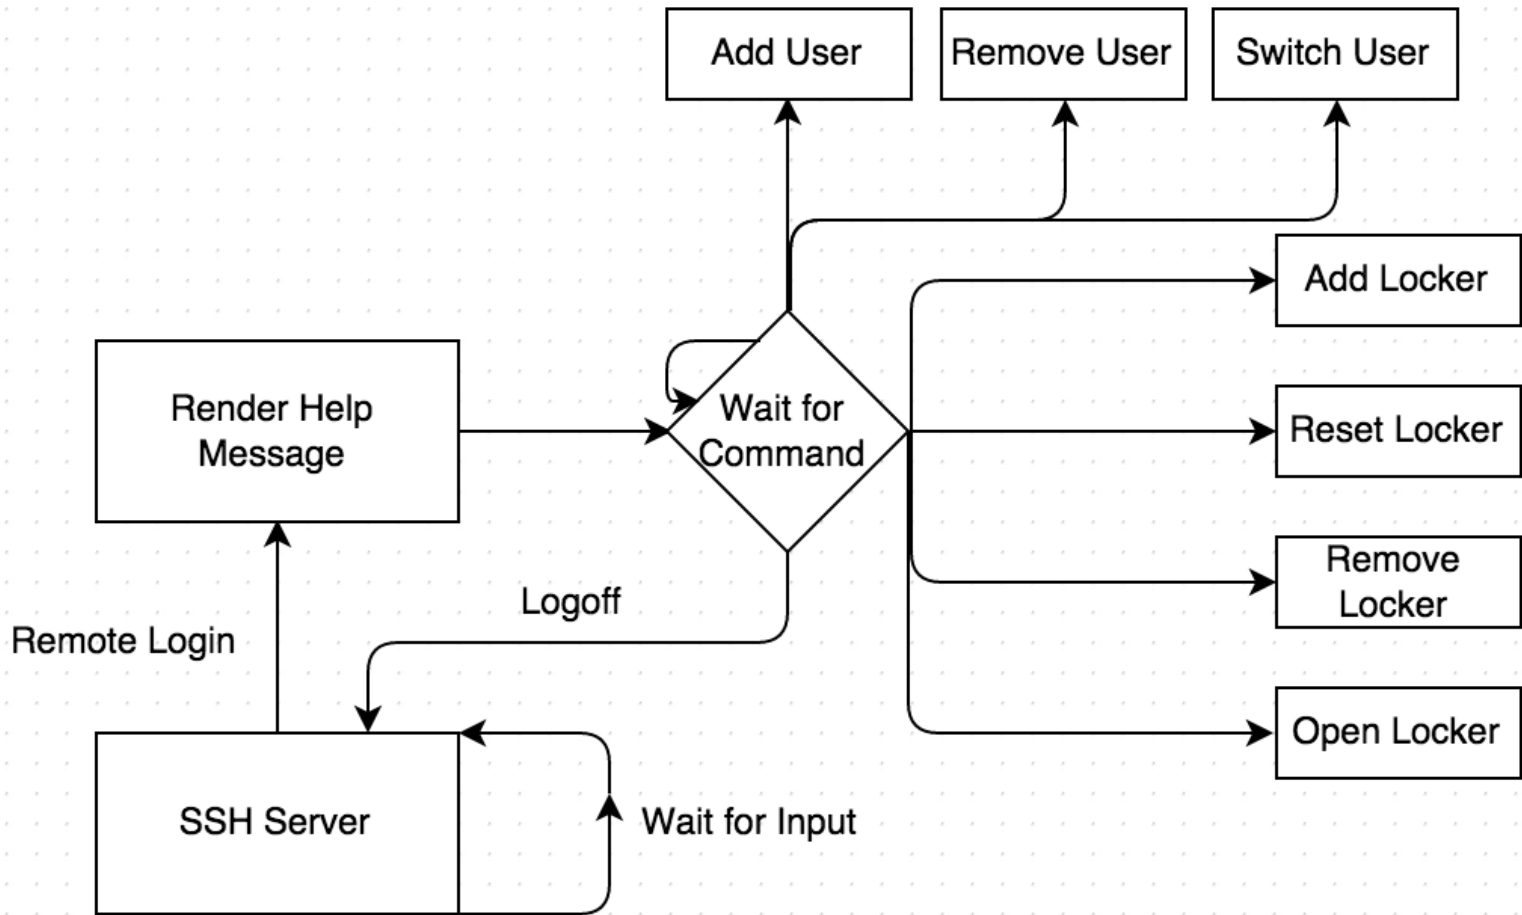 Add User
Remove User
Switch User
Add Locker
Render Help
Message
Wait for
Command
Reset Locker
Remove
Locker
Logoff
Remote Login
Open Locker
SSH Server
Wait for Input